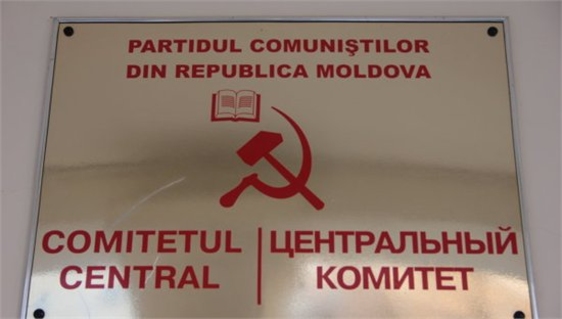 PARTIDUL COMUNIŞTILOR
DIN REPUBLICA MOLDOVA
COMITETUL
CENTRAL
ЦЕНТРАЛЬНЫЙ
КОМИТЕТ